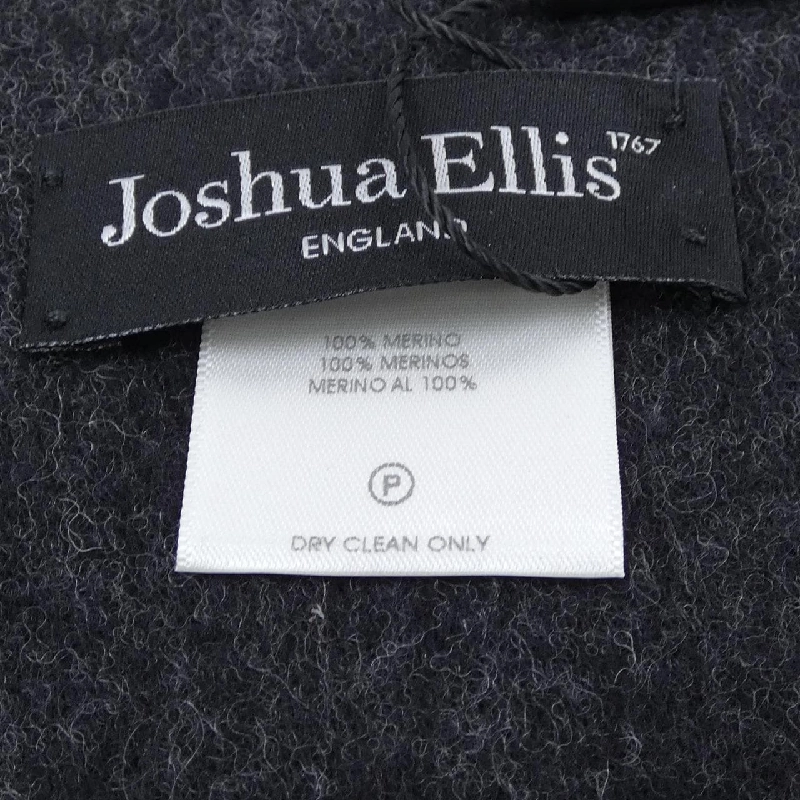 Joshua Ellis 1767
ENGLAND
100% MERINO
100% MERINOS
MERINO AL 100%
P
DRY CLEAN ONLY